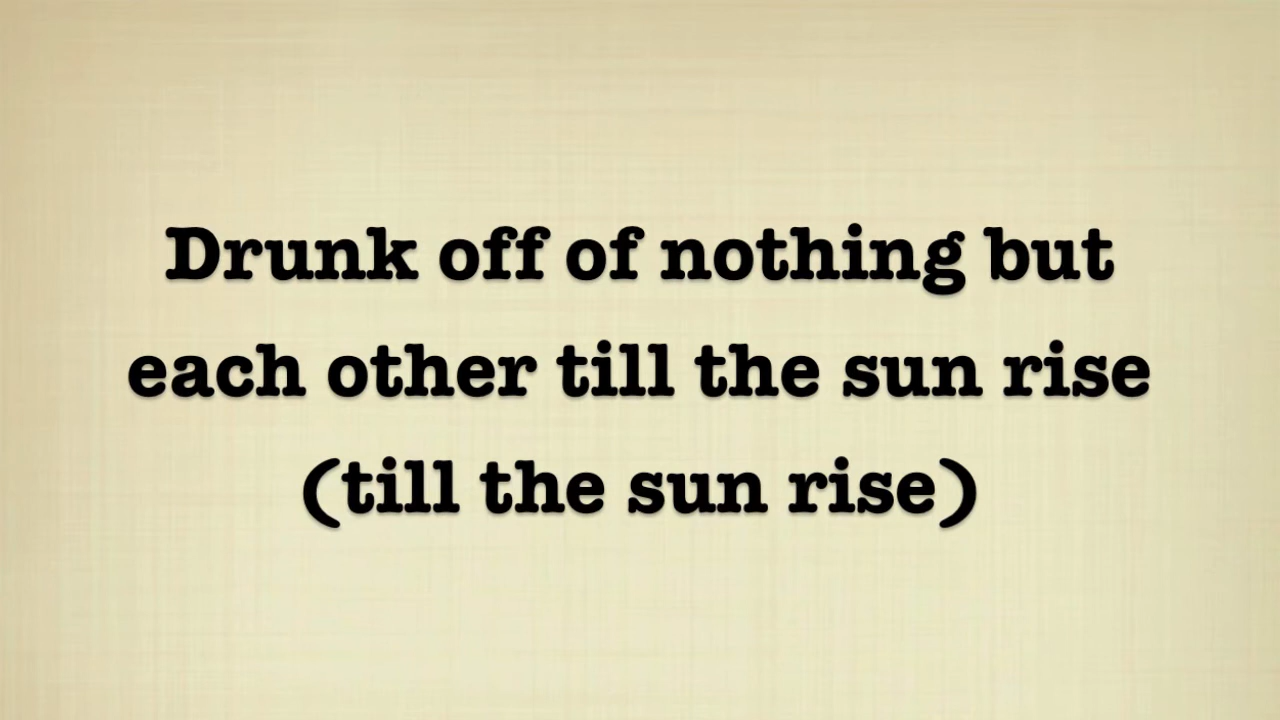 Drunk off of nothing but
each other till the sun rise
(till the sun rise)